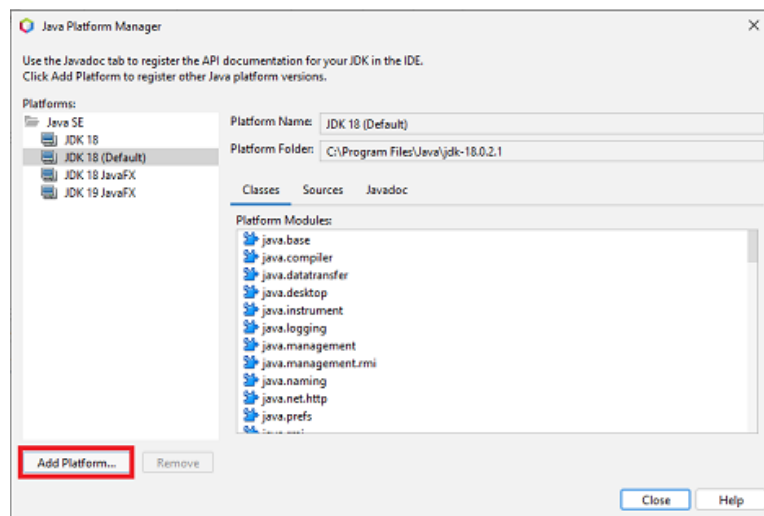 Java Platform Manager
Use the Javadoc tab to register the API documentation for your JDK in the IDE.
Click Add Platform to register other Java platform versions.
Platforms:
Java SE
JDK 18
JDK 18 (Default)
JDK 18 JavaFX
JDK 19 JavaFX
Platform Name: JDK 18 (Default)
Platform Folder: C:\Program Files\Java\jdk-18.0.2.1
Classes Sources Javadoc
Platform Modules:
java.base
java.compiler
java.datatransfer
java.desktop
java.instrument
java.logging
java.management
java.management.rmi
java.naming
java.net.http
java.prefs
Add Platform... Remove
Close Help